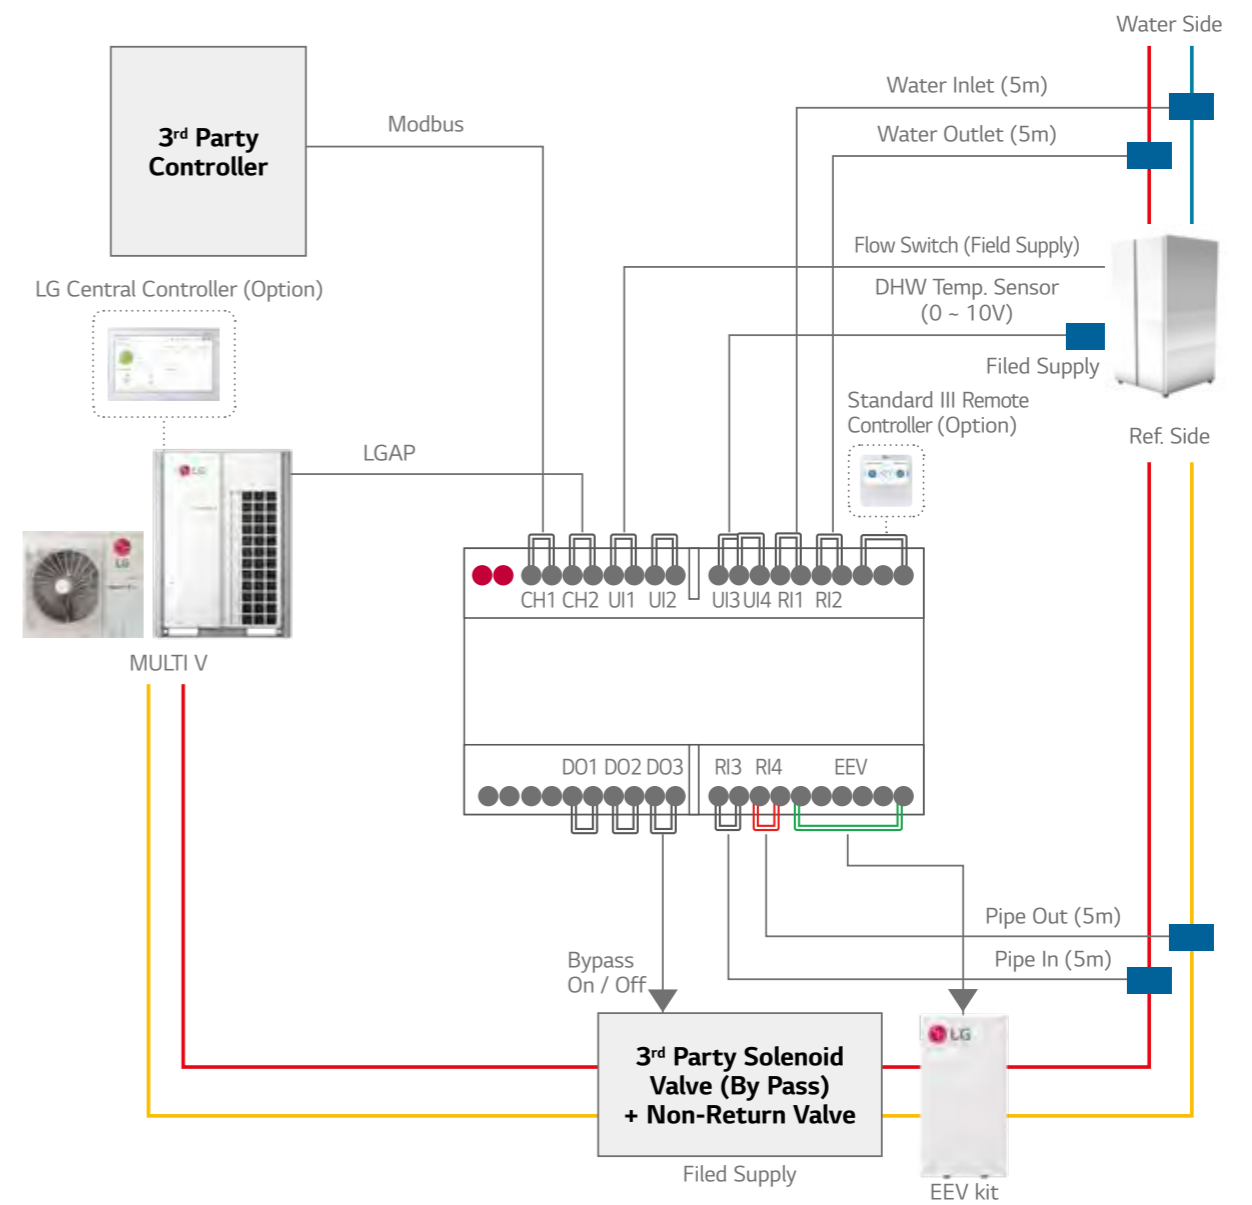 Water Side
Water Inlet (5m)
Modbus
Water Outlet (5m)
3rd Party
Controller
Flow Switch (Field Supply)
LG Central Controller (Option)
DHW Temp. Sensor
(0 ~ 10V)
Filed Supply
Standard III Remote
Controller (Option)
Ref. Side
LGAP
LG
LG
MULTI V
CH1 CH2 UI1 UI2 UI3 UI4 RI1 RI2
DO1 DO2 DO3 RI3 RI4 EEV
Pipe Out (5m)
Bypass
On / Off
Pipe In (5m)
LG
3rd Party Solenoid
Valve (By Pass)
+ Non-Return Valve
Filed Supply
EEV kit